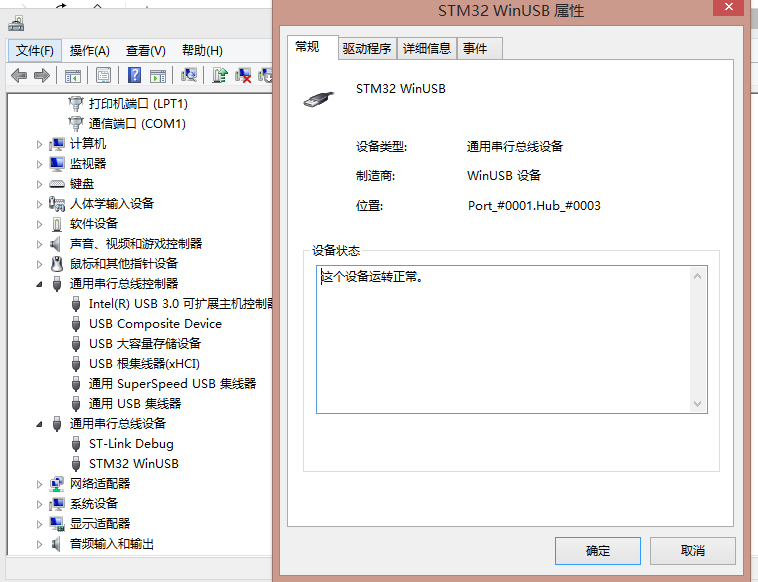 STM32 WinUSB 属性
文件(F) 操作(A) 查看(V) 帮助(H)
打印机端口 (LPT1)
通信端口 (COM1)
计算机
监视器
键盘
人体学输入设备
软件设备
声音、视频和游戏控制器
鼠标和其他指针设备
通用串行总线控制器
Intel(R) USB 3.0 可扩展主机控制
USB Composite Device
USB 大容量存储设备
USB 根集线器(xHCI)
通用 SuperSpeed USB 集线器
通用 USB 集线器
通用串行总线设备
ST-Link Debug
STM32 WinUSB
网络适配器
系统设备
显示适配器
音频输入和输出
常规 驱动程序 详细信息 事件
STM32 WinUSB
设备类型: 通用串行总线设备
制造商: WinUSB 设备
位置: Port_#0001.Hub_#0003
设备状态
这个设备运转正常。
确定 取消